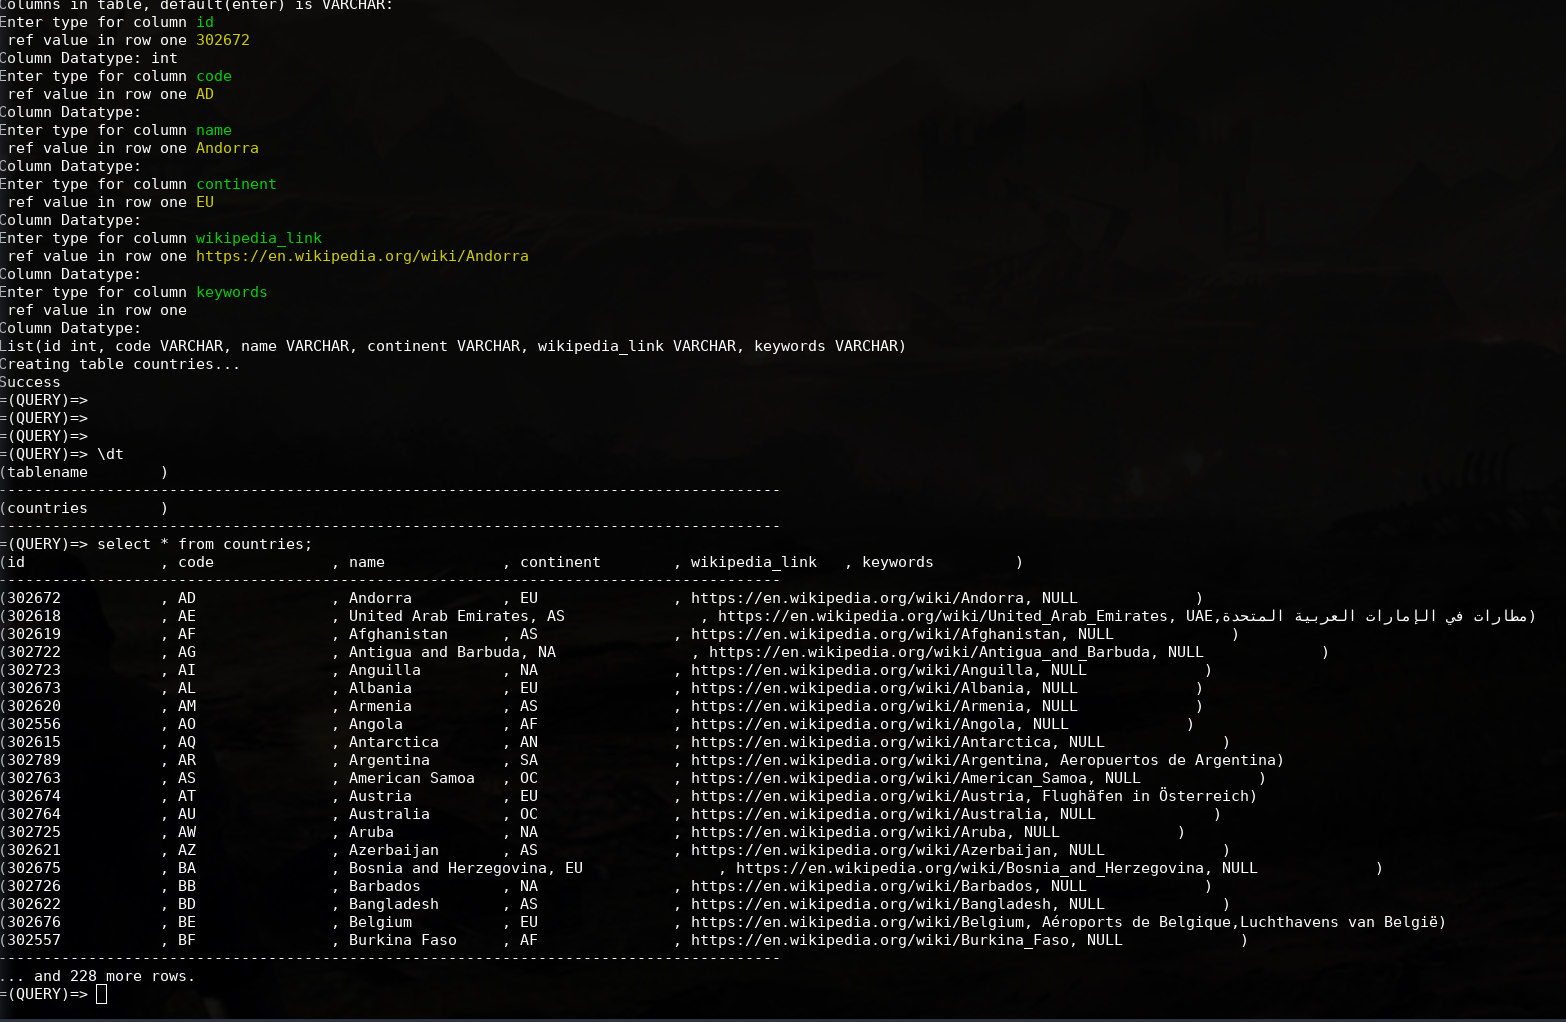 Columns in table, default(enter) is VARCHAR:
Enter type for column id
ref value in row one 302672
Column Datatype: int
Enter type for column code
ref value in row one AD
Column Datatype:
Enter type for column name
ref value in row one Andorra
Column Datatype:
Enter type for column continent
ref value in row one EU
Column Datatype:
Enter type for column wikipedia_link
ref value in row one https://en.wikipedia.org/wiki/Andorra
Column Datatype:
Enter type for column keywords
ref value in row one
Column Datatype:
List(id int, code VARCHAR, name VARCHAR, continent VARCHAR, wikipedia_link VARCHAR, keywords VARCHAR)
Creating table countries...
Success
=(QUERY)=>
=(QUERY)=>
=(QUERY)=>
=(QUERY)=> \dt
(tablename        )
---------------------------------------------------------------------------------------
(countries        )
---------------------------------------------------------------------------------------
=(QUERY)=> select * from countries;
(id               , code             , name             , continent        , wikipedia_link   , keywords         )
---------------------------------------------------------------------------------------
(302672           , AD               , Andorra          , EU               , https://en.wikipedia.org/wiki/Andorra, NULL             )
(302618           , AE               , United Arab Emirates, AS               , https://en.wikipedia.org/wiki/United_Arab_Emirates, UAE,مطارات في الإمارات العربية المتحدة)
(302619           , AF               , Afghanistan      , AS               , https://en.wikipedia.org/wiki/Afghanistan, NULL             )
(302722           , AG               , Antigua and Barbuda, NA               , https://en.wikipedia.org/wiki/Antigua_and_Barbuda, NULL             )
(302723           , AI               , Anguilla         , NA               , https://en.wikipedia.org/wiki/Anguilla, NULL             )
(302673           , AL               , Albania          , EU               , https://en.wikipedia.org/wiki/Albania, NULL             )
(302620           , AM               , Armenia          , AS               , https://en.wikipedia.org/wiki/Armenia, NULL             )
(302556           , AO               , Angola           , AF               , https://en.wikipedia.org/wiki/Angola, NULL             )
(302615           , AQ               , Antarctica       , AN               , https://en.wikipedia.org/wiki/Antarctica, NULL             )
(302789           , AR               , Argentina        , SA               , https://en.wikipedia.org/wiki/Argentina, Aeropuertos de Argentina)
(302763           , AS               , American Samoa   , OC               , https://en.wikipedia.org/wiki/American_Samoa, NULL             )
(302674           , AT               , Austria          , EU               , https://en.wikipedia.org/wiki/Austria, Flughäfen in Österreich)
(302764           , AU               , Australia        , OC               , https://en.wikipedia.org/wiki/Australia, NULL             )
(302725           , AW               , Aruba            , NA               , https://en.wikipedia.org/wiki/Aruba, NULL             )
(302621           , AZ               , Azerbaijan       , AS               , https://en.wikipedia.org/wiki/Azerbaijan, NULL             )
(302675           , BA               , Bosnia and Herzegovina, EU               , https://en.wikipedia.org/wiki/Bosnia_and_Herzegovina, NULL             )
(302726           , BB               , Barbados         , NA               , https://en.wikipedia.org/wiki/Barbados, NULL             )
(302622           , BD               , Bangladesh       , AS               , https://en.wikipedia.org/wiki/Bangladesh, NULL             )
(302676           , BE               , Belgium          , EU               , https://en.wikipedia.org/wiki/Belgium, Aéroports de Belgique,Luchthavens van België)
(302557           , BF               , Burkina Faso     , AF               , https://en.wikipedia.org/wiki/Burkina_Faso, NULL             )
---------------------------------------------------------------------------------------
... and 228 more rows.
=(QUERY)=>